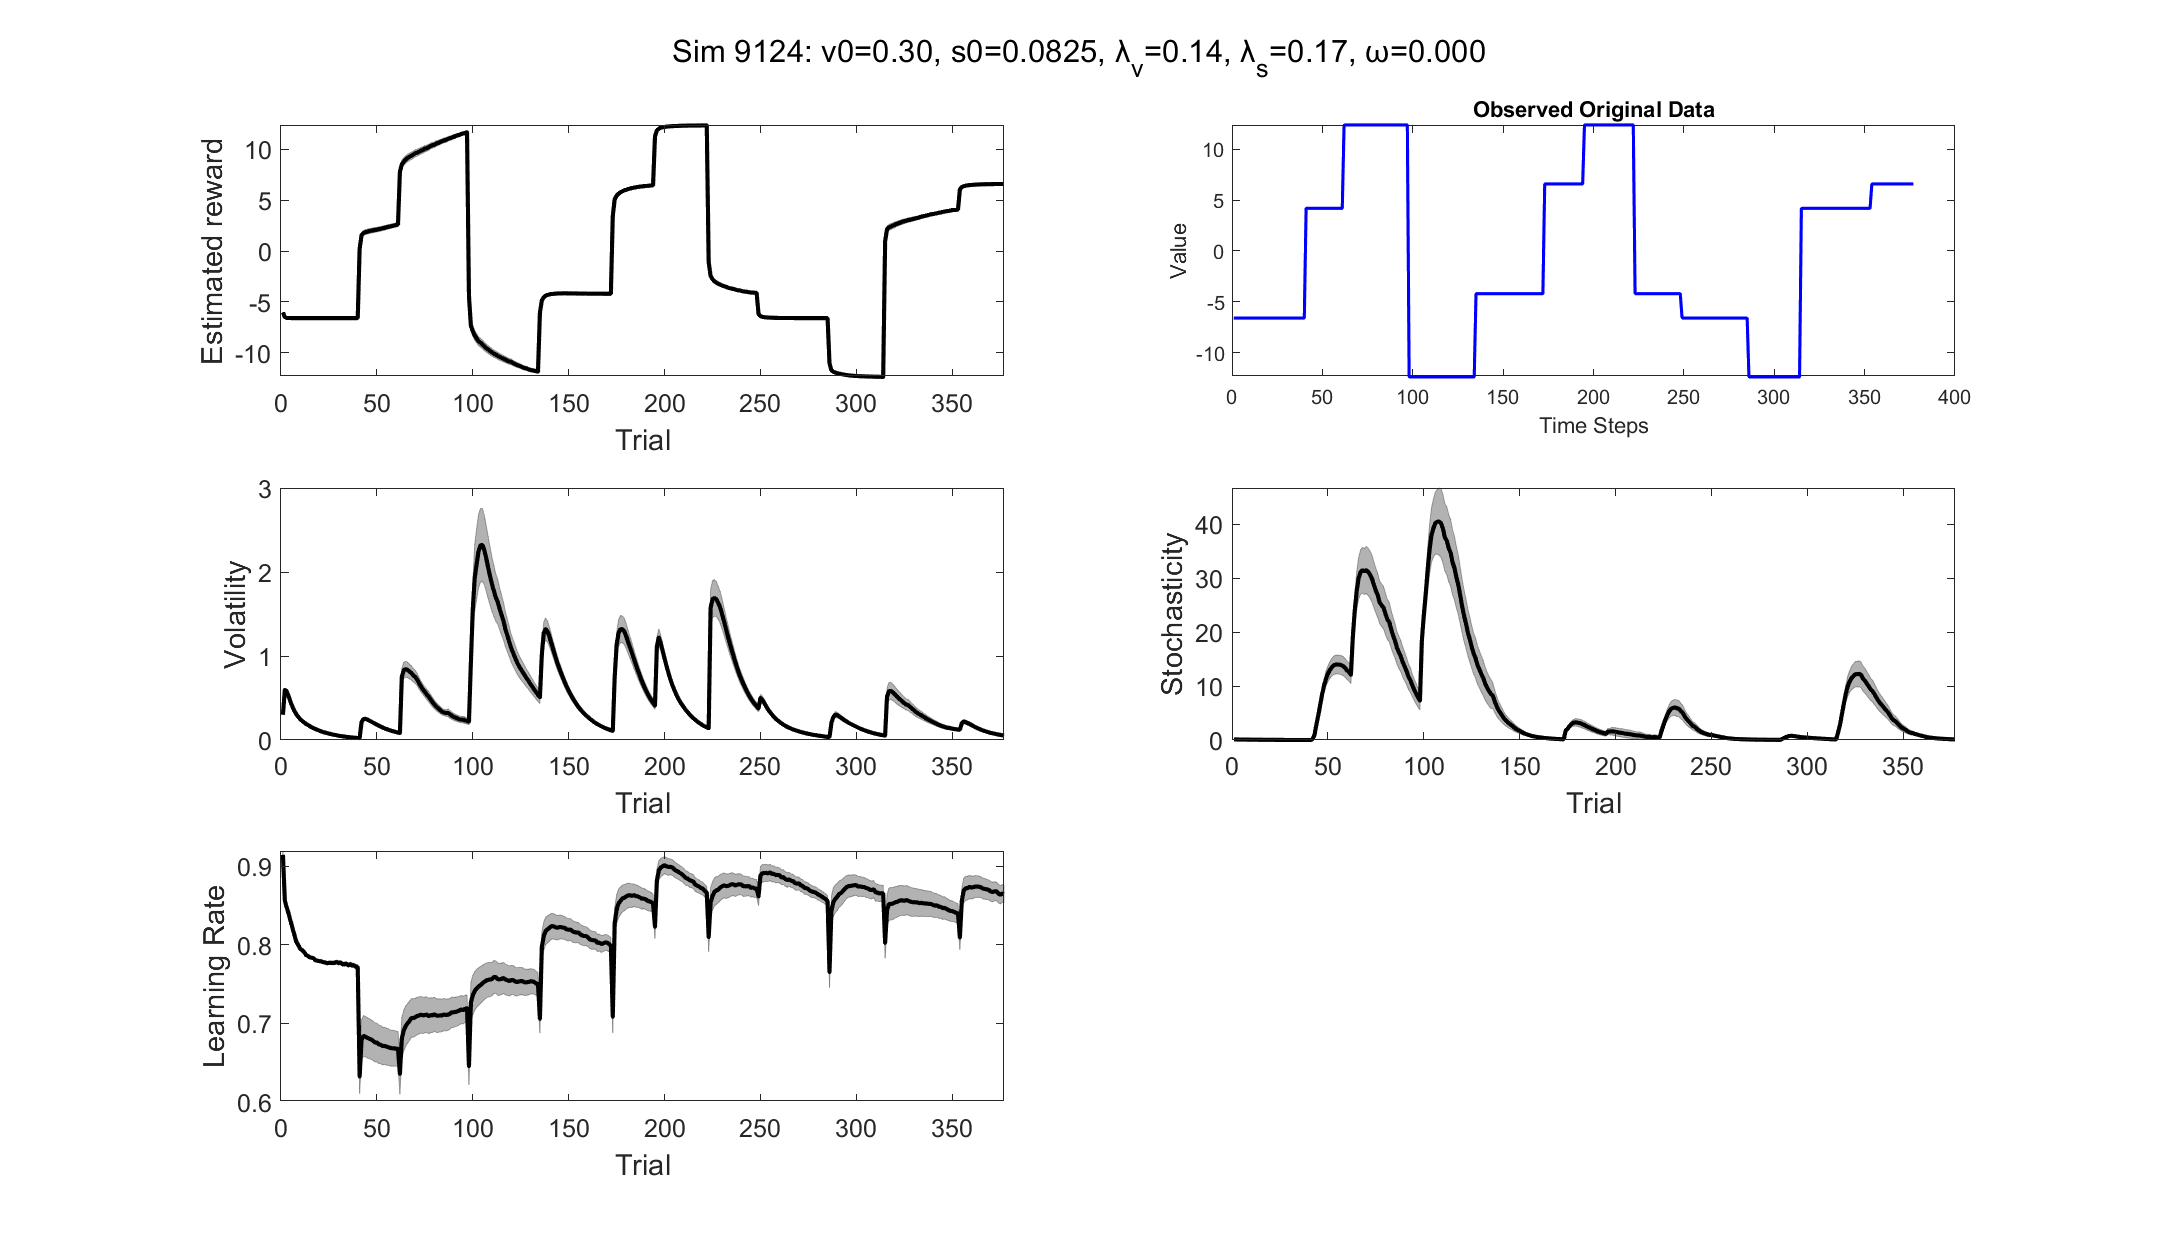 Sim 9124: v0=0.30, s0=0.0825, λv=0.14, λs=0.17, ω=0.000
Estimated reward
10
5
0
-5
-10
0 50 100 150 200 250 300 350
Trial
Observed Original Data
Value
10
5
0
-5
-10
0 50 100 150 200 250 300 350 400
Time Steps
Volatility
3
2
1
0
0 50 100 150 200 250 300 350
Trial
Stochasticity
40
30
20
10
0
0 50 100 150 200 250 300 350
Trial
Learning Rate
0.9
0.8
0.7
0.6
0 50 100 150 200 250 300 350
Trial